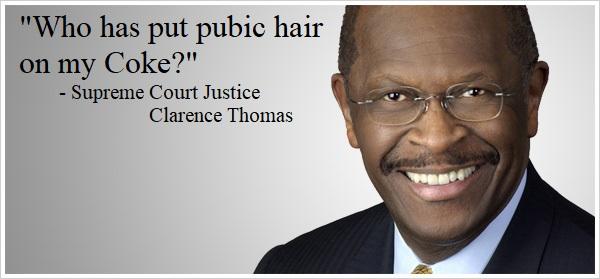 "Who has put pubic hair
on my Coke?"
- Supreme Court Justice
Clarence Thomas